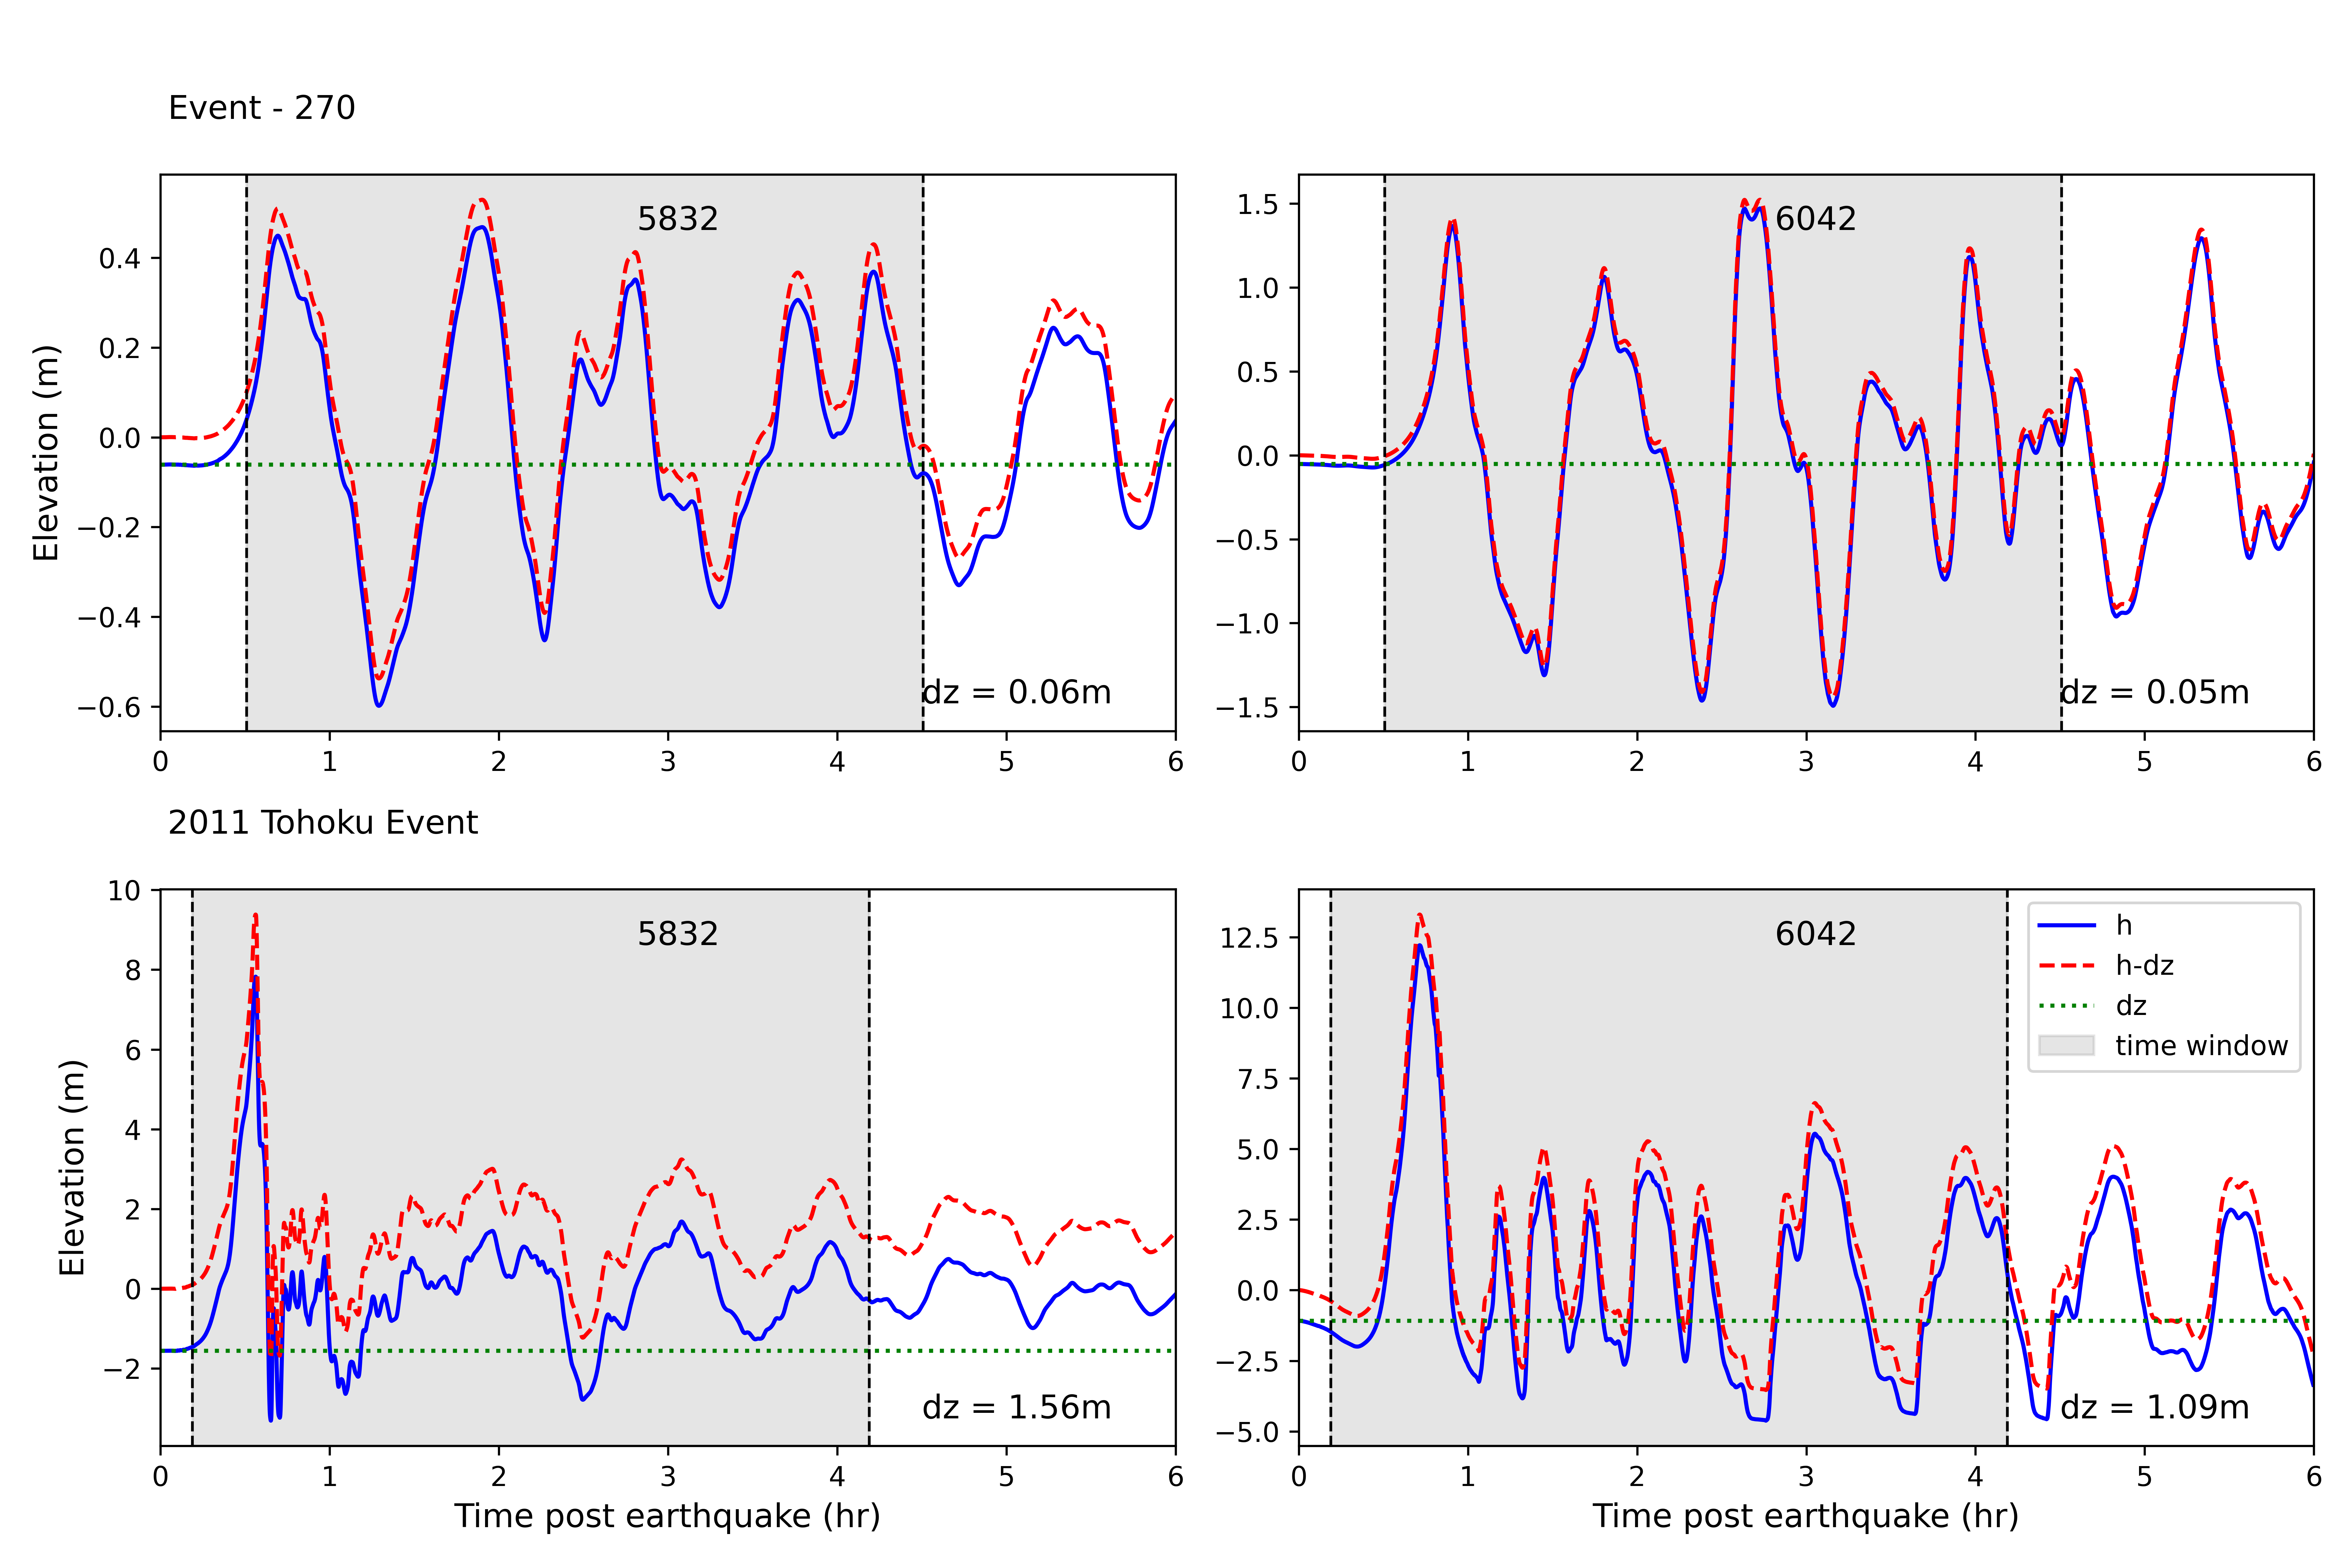 Event - 270
5832
6042
Elevation (m)
0.4
0.2
0.0
−0.2
−0.4
−0.6
dz = 0.06m
0 1 2 3 4 5 6
1.5
1.0
0.5
0.0
−0.5
−1.0
−1.5
dz = 0.05m
0 1 2 3 4 5 6
2011 Tohoku Event
5832
Elevation (m)
10
8
6
4
2
0
−2
dz = 1.56m
0 1 2 3 4 5 6
Time post earthquake (hr)
6042
12.5
10.0
7.5
5.0
2.5
0.0
−2.5
−5.0
h
h-dz
dz
time window
dz = 1.09m
0 1 2 3 4 5 6
Time post earthquake (hr)